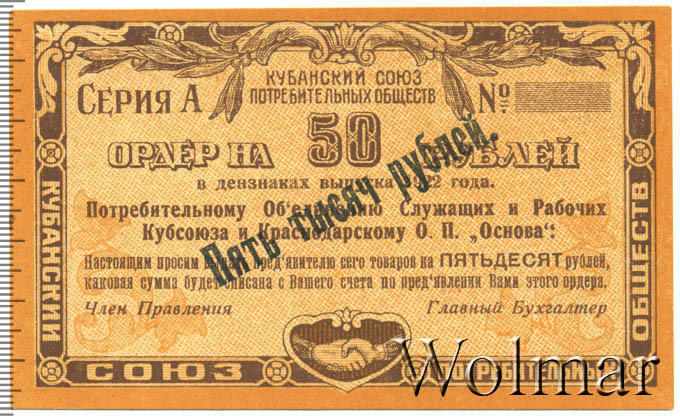 КУБАНСКИЙ СОЮЗ
ПОТРЕБИТЕЛЬНЫХ ОБЩЕСТВ
СЕРИЯ А №
ОРДЕР НА 50 РУБЛЕЙ
в дензнаках выпуска 1922 года.
Потребительному Об'единению Служащих и Рабочих
Кубсоюза и Краснодарскому О. П. „Основа":
Настоящим просим пред'явителю сего товаров на ПЯТЬДЕСЯТ рублей,
каковая сумма будет списана с Вашего счета по пред'явлении Вами этого ордера.
Член Правления Главный Бухгалтер
Пять тысяч рублей.
КУБАНСКИЙ
СОЮЗ
ПОТРЕБИТЕЛЬНЫХ
ОБЩЕСТВ
Wolmar